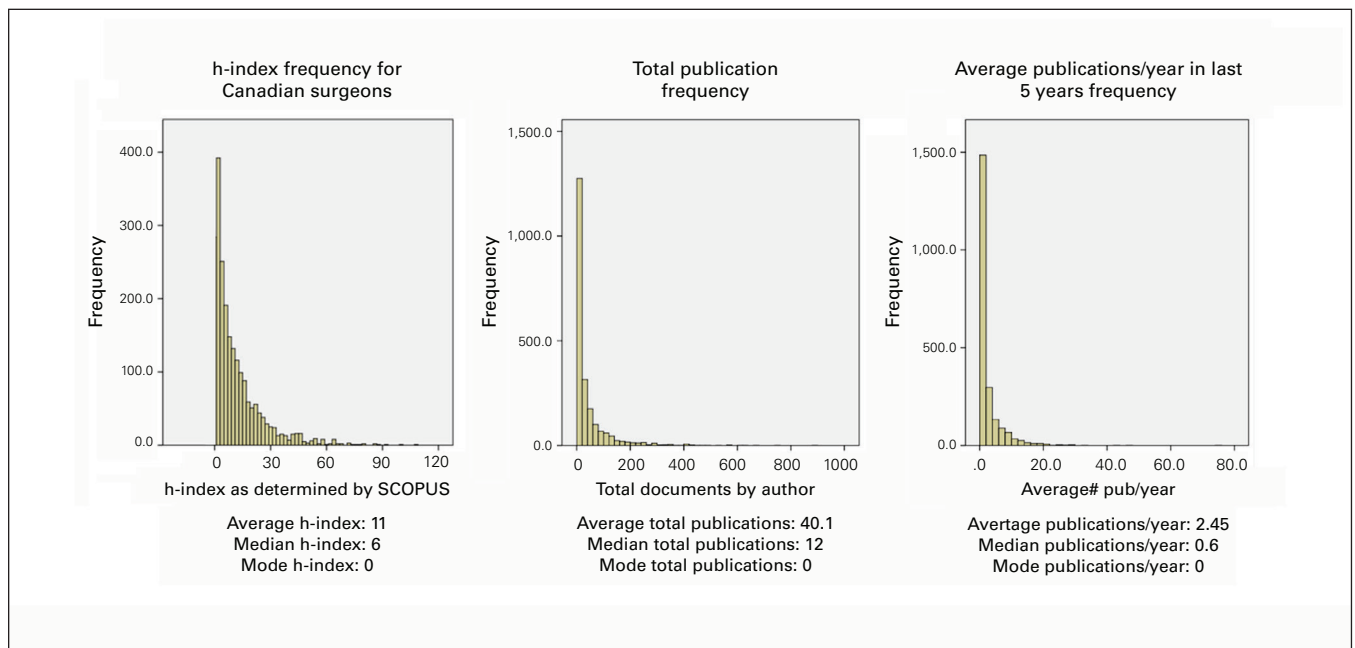 h-index frequency for
Canadian surgeons
400.0
300.0
200.0
100.0
0.0
Frequency
0 30 60 90 120
h-index as determined by SCOPUS
Average h-index: 11
Median h-index: 6
Mode h-index: 0
Total publication
frequency
1,500.0
1,000.0
500.0
0.0
Frequency
0 200 400 600 800 1000
Total documents by author
Average total publications: 40.1
Median total publications: 12
Mode total publications: 0
Average publications/year in last
5 years frequency
1,500.0
1,000.0
500.0
0.0
Frequency
.0 20.0 40.0 60.0 80.0
Average# pub/year
Avertage publications/year: 2.45
Median publications/year: 0.6
Mode publications/year: 0